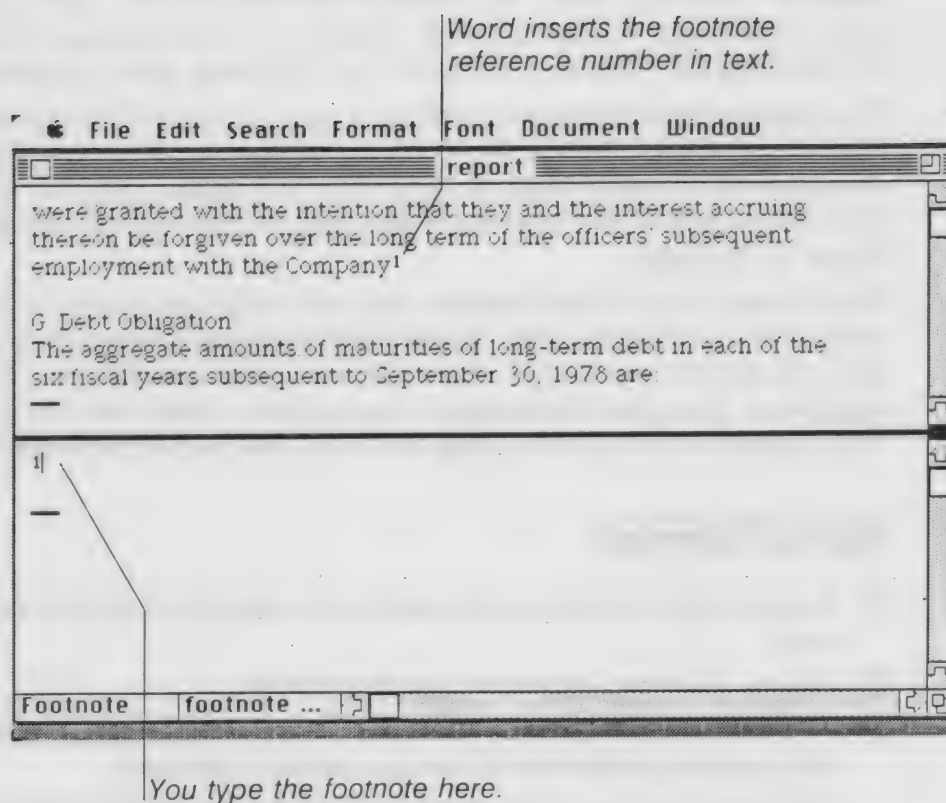 Word inserts the footnote
reference number in text.
File Edit Search Format Font Document Window
report
were granted with the intention that they and the interest accruing
thereon be forgiven over the long term of the officers' subsequent
employment with the Company1
G Debt Obligation
The aggregate amounts of maturities of long-term debt in each of the
six fiscal years subsequent to September 30, 1978 are:
1
Footnote footnote ...
You type the footnote here.